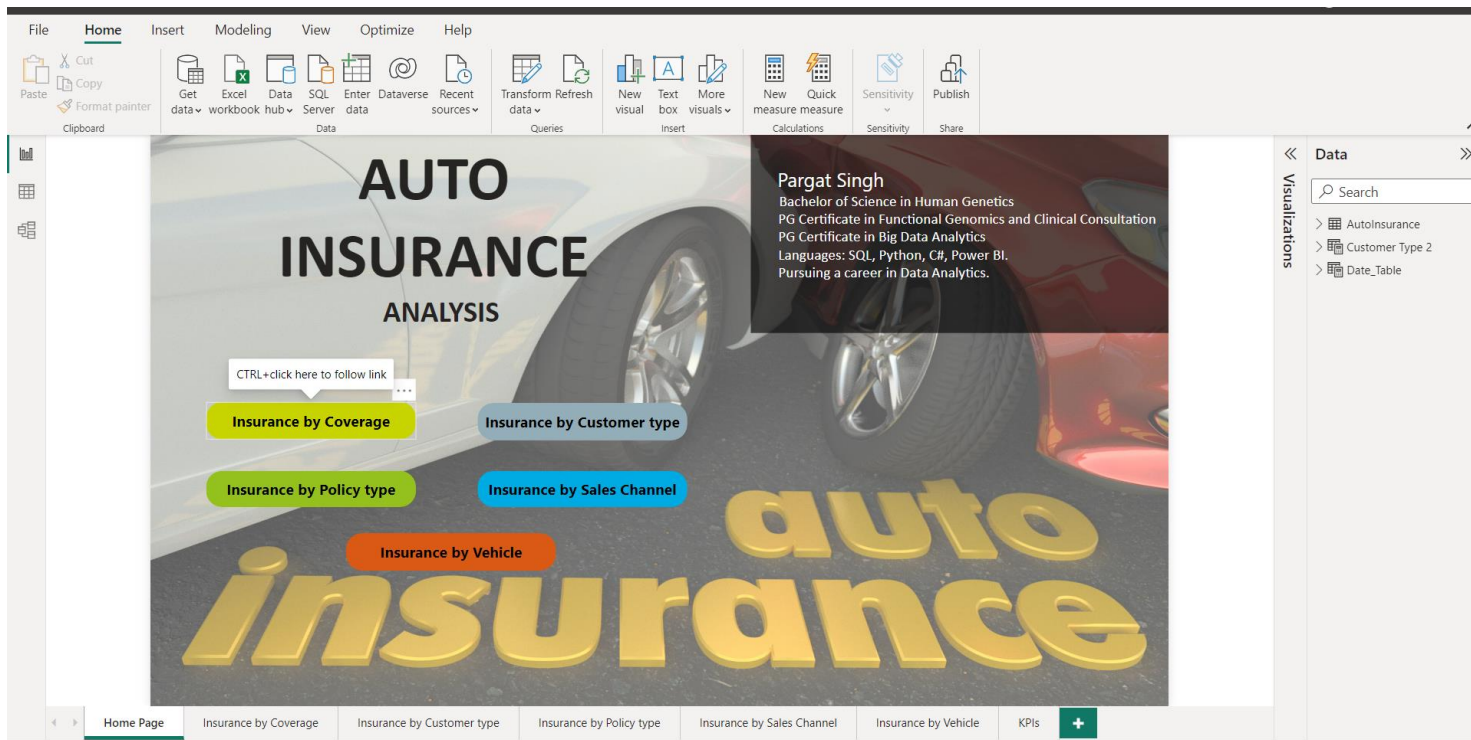 File Home Insert Modeling View Optimize Help
Paste
Cut
Copy
Format painter
Clipboard
Get data
Excel workbook
Data hub
SQL Server
Enter data
Dataverse
Recent sources
Data
Transform data
Refresh
Queries
New visual
Text box
More visuals
Insert
New measure
Quick measure
Calculations
Sensitivity
Sensitivity
Publish
Share
AUTO
INSURANCE
ANALYSIS
Pargat Singh
Bachelor of Science in Human Genetics
PG Certificate in Functional Genomics and Clinical Consultation
PG Certificate in Big Data Analytics
Languages: SQL, Python, C#, Power BI.
Pursuing a career in Data Analytics.
CTRL+click here to follow link
Insurance by Coverage
Insurance by Customer type
Insurance by Policy type
Insurance by Sales Channel
Insurance by Vehicle
auto
insurance
Visualizations
Data
Search
AutoInsurance
Customer Type 2
Date_Table
Home Page Insurance by Coverage Insurance by Customer type Insurance by Policy type Insurance by Sales Channel Insurance by Vehicle KPIs